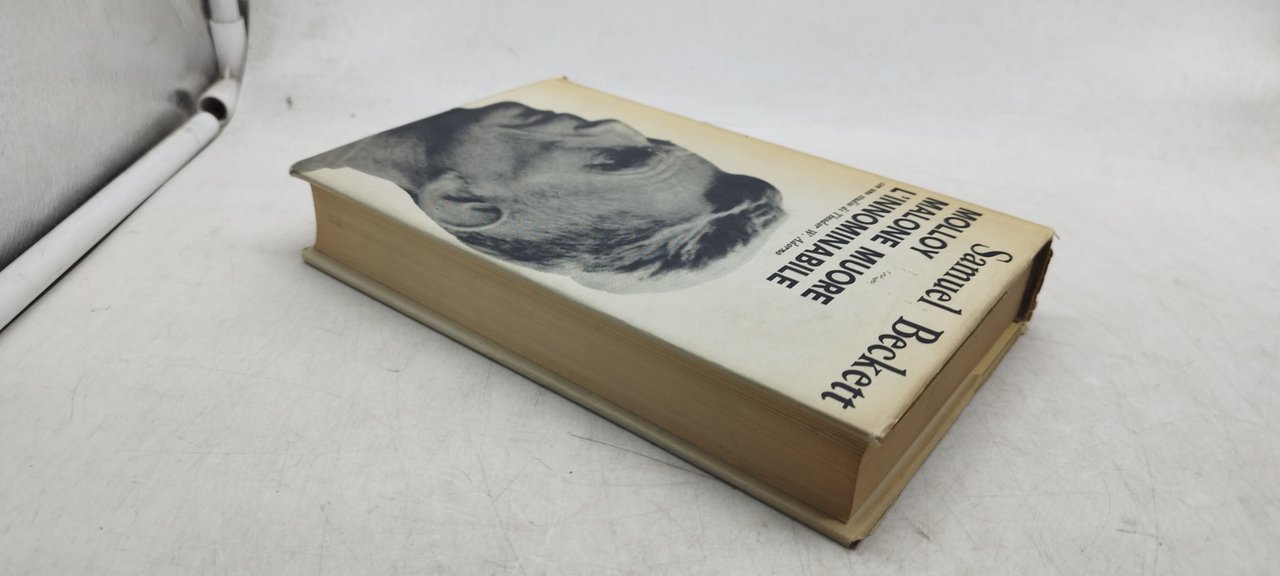 Samuel Beckett
MOLLOY
MALONE MUORE
L'INNOMINABILE
con uno studio di Theodor W. Adorno